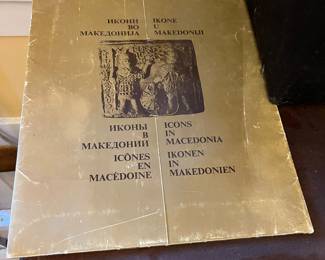 ИКОНИ
ВО
МАКЕДОНИЈА
IKONE
U
MAKEDONIJI
ИКОНЫ
В
МАКЕДОНИИ
ICONS
IN
MACEDONIA
ICÔNES
EN
MACÉDOINE
IKONEN
IN
MAKEDONIEN